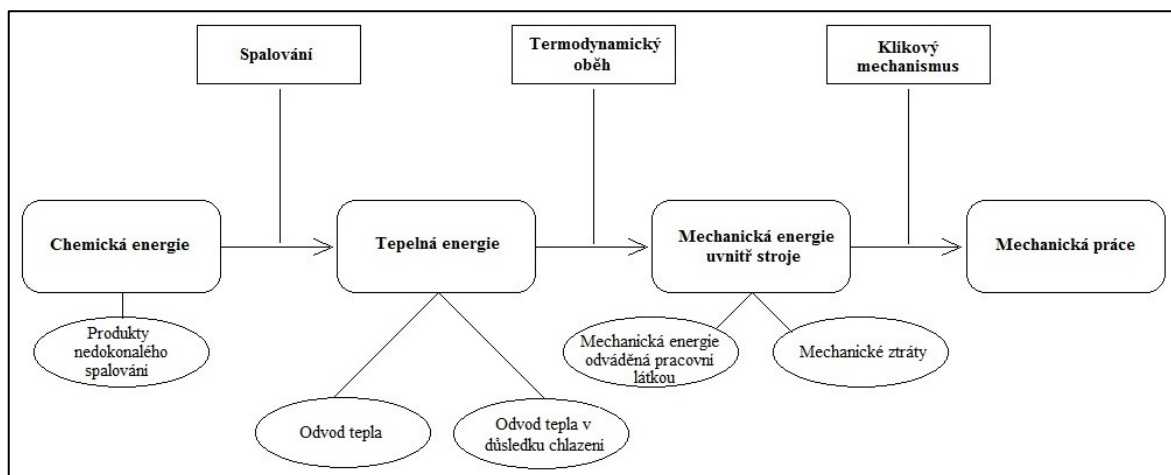 Spalování
Termodynamický
oběh
Klikový
mechanismus
Chemická energie
Tepelná energie
Mechanická energie
uvnitř stroje
Mechanická práce
Produkty
nedokonalého
spalování
Mechanická energie
odváděná pracovní
látkou
Mechanické ztráty
Odvod tepla
Odvod tepla v
důsledku chlazení